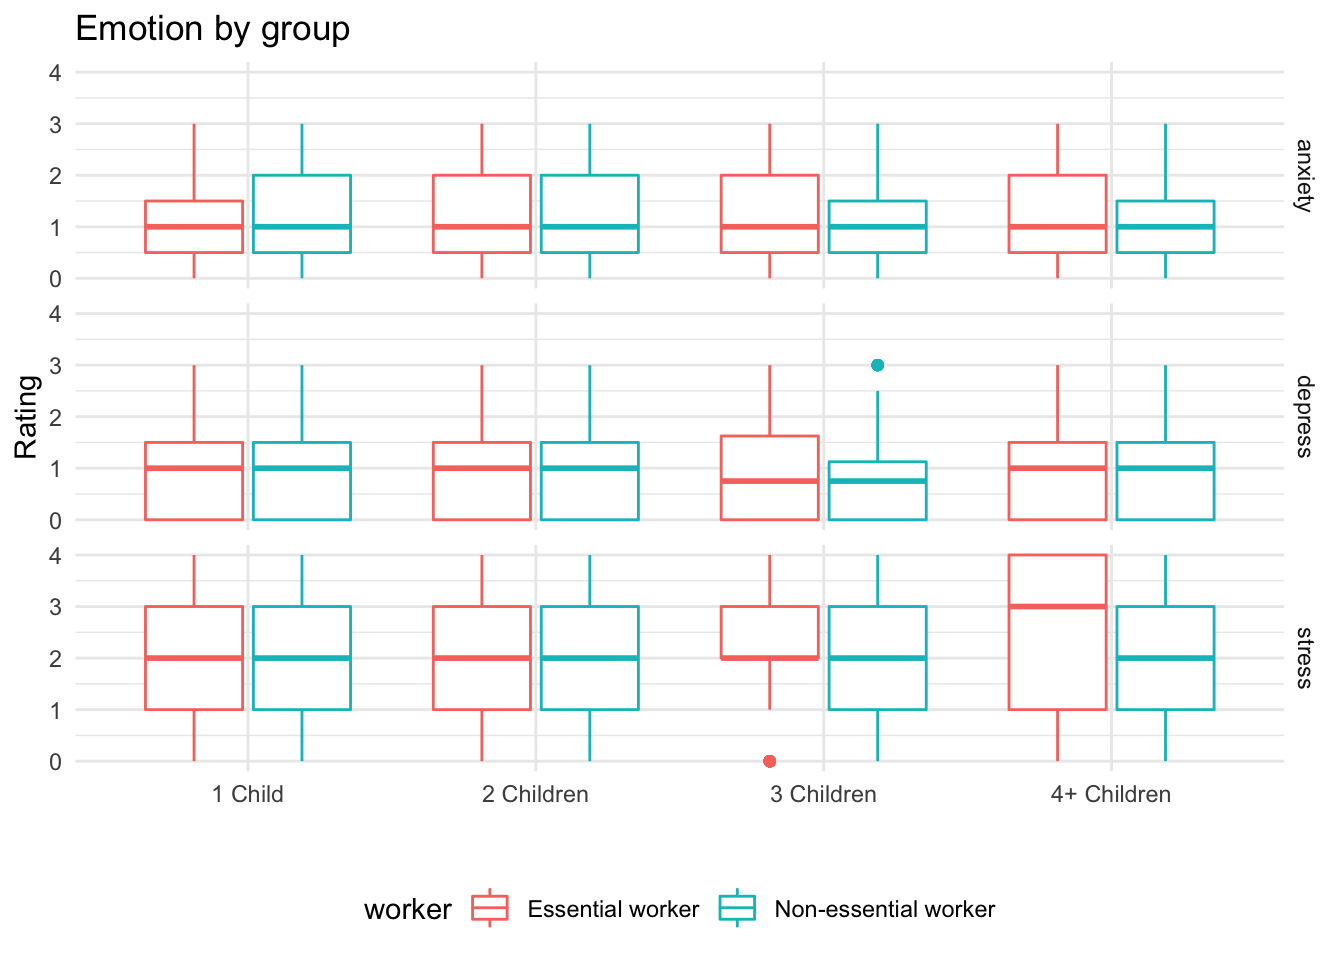 Emotion by group
4
3
2
1
0
anxiety
4
3
2
1
0
depress
4
3
2
1
0
stress
Rating
1 Child 2 Children 3 Children 4+ Children
worker Essential worker Non-essential worker